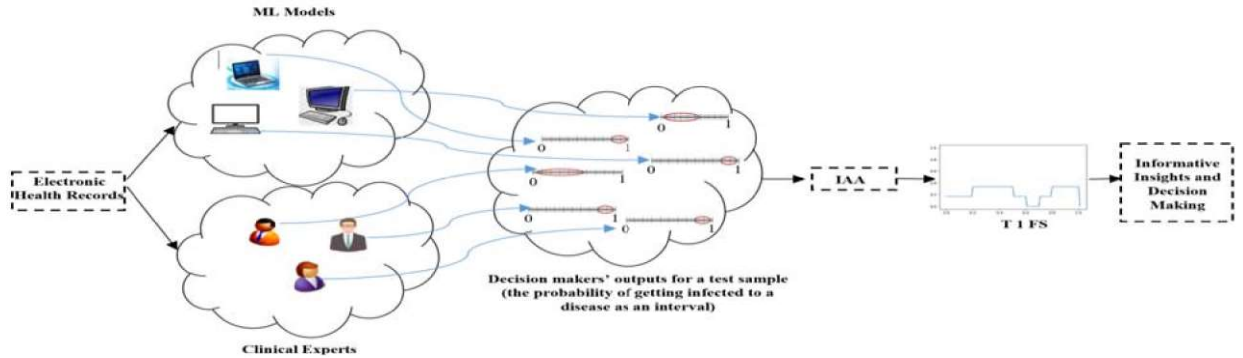 ML Models
Electronic
Health Records
0 1
0 1
0 1
0 1
0 1
0 1
IAA
T 1 FS
Informative
Insights and
Decision
Making
Decision makers' outputs for a test sample
(the probability of getting infected to a
disease as an interval)
Clinical Experts